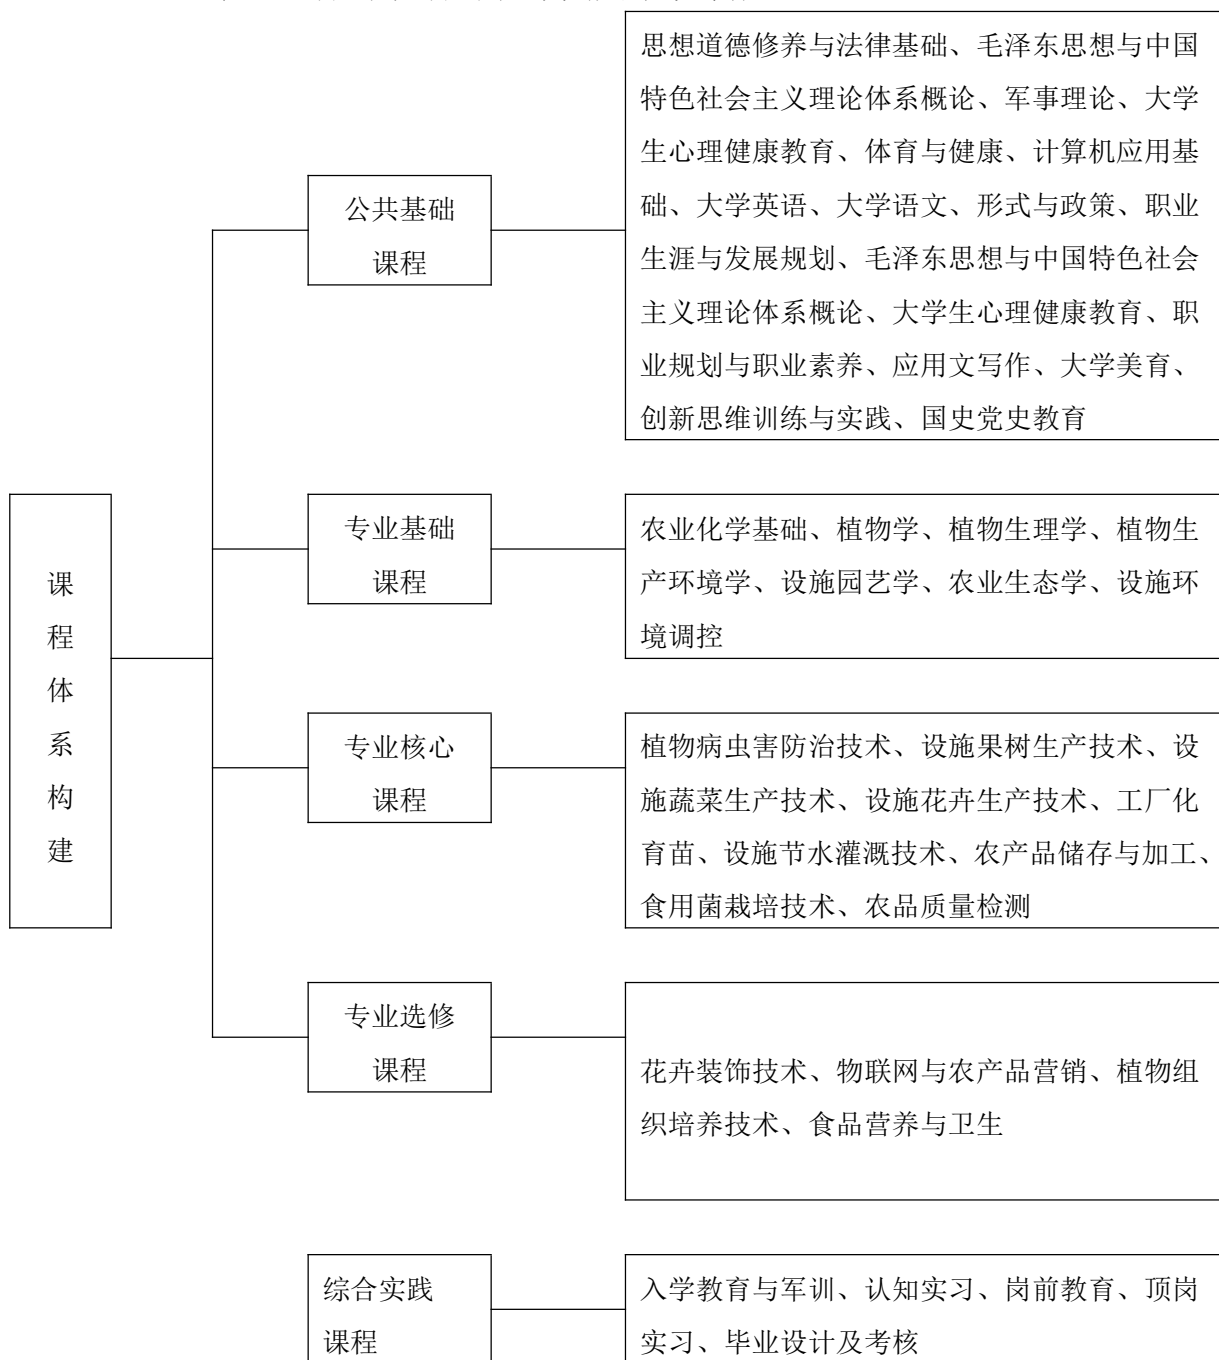 思想道德修养与法律基础、毛泽东思想与中国
特色社会主义理论体系概论、军事理论、大学
生心理健康教育、体育与健康、计算机应用基
础、大学英语、大学语文、形式与政策、职业
生涯与发展规划、毛泽东思想与中国特色社会
主义理论体系概论、大学生心理健康教育、职
业规划与职业素养、应用文写作、大学美育、
创新思维训练与实践、国史党史教育
公共基础
课程
课
程
体
系
构
建
专业基础
课程
农业化学基础、植物学、植物生理学、植物生
产环境学、设施园艺学、农业生态学、设施环
境调控
专业核心
课程
植物病虫害防治技术、设施果树生产技术、设
施蔬菜生产技术、设施花卉生产技术、工厂化
育苗、设施节水灌溉技术、农产品储存与加工、
食用菌栽培技术、农品质量检测
专业选修
课程
花卉装饰技术、物联网与农产品营销、植物组
织培养技术、食品营养与卫生
综合实践
课程
入学教育与军训、认知实习、岗前教育、顶岗
实习、毕业设计及考核